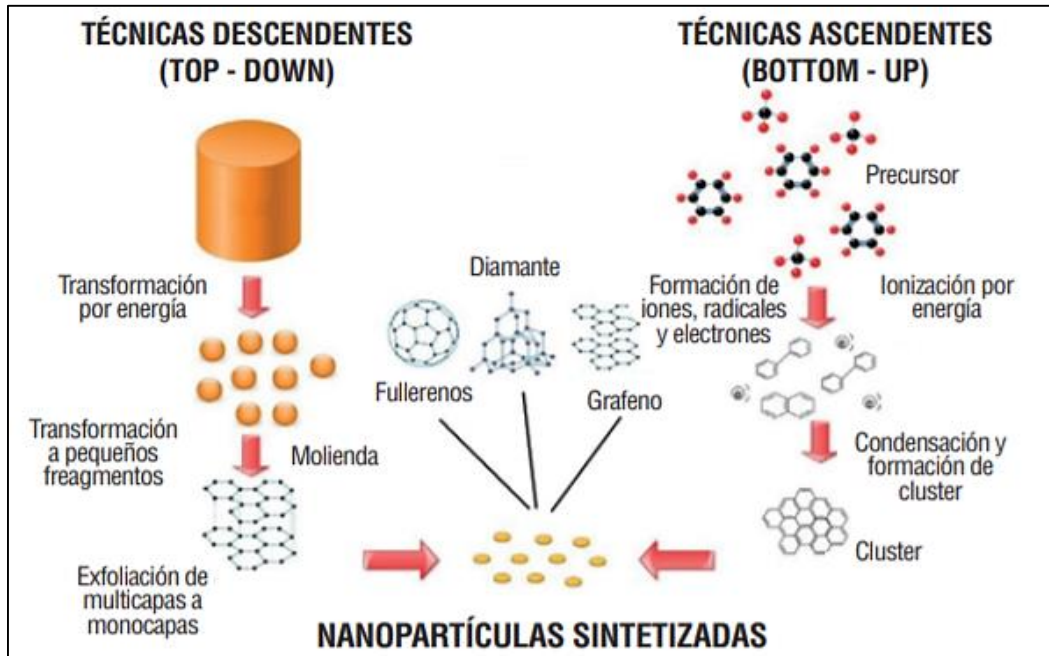 TÉCNICAS DESCENDENTES
(TOP - DOWN)
Transformación
por energía
Transformación
a pequeños
freagmentos
Molienda
Exfoliación de
multicapas a
monocapas
Diamante
Fullerenos
Grafeno
TÉCNICAS ASCENDENTES
(BOTTOM - UP)
Precursor
Formación de
iones, radicales
y electrones
Ionización por
energía
Condensación y
formación de
cluster
Cluster
NANOPARTÍCULAS SINTETIZADAS